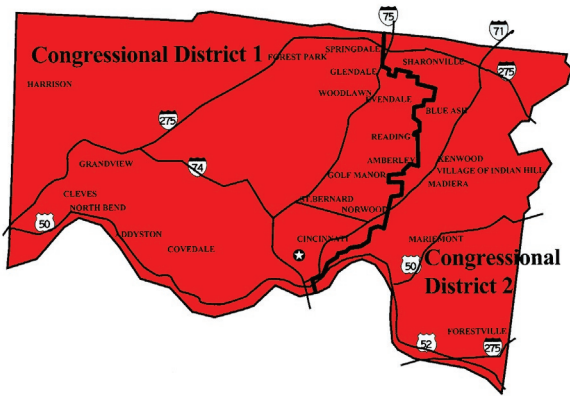 75
71
Congressional District 1
SPRINGDALE
FOREST PARK
SHARONVILLE
GLENDALE
275
HARRISON
WOODLAWN
EVENDALE
BLUE ASH
275
READING
GRANDVIEW
74
AMBERLEY
KENWOOD
GOLF MANOR
VILLAGE OF INDIAN HILL
MADIERA
CLEVES
NORTH BEND
ST.BERNARD
NORWOOD
50
ADDYSTON
COVEDALE
CINCINNATI
MARIEMONT
50
Congressional
District 2
FORESTVILLE
52
275